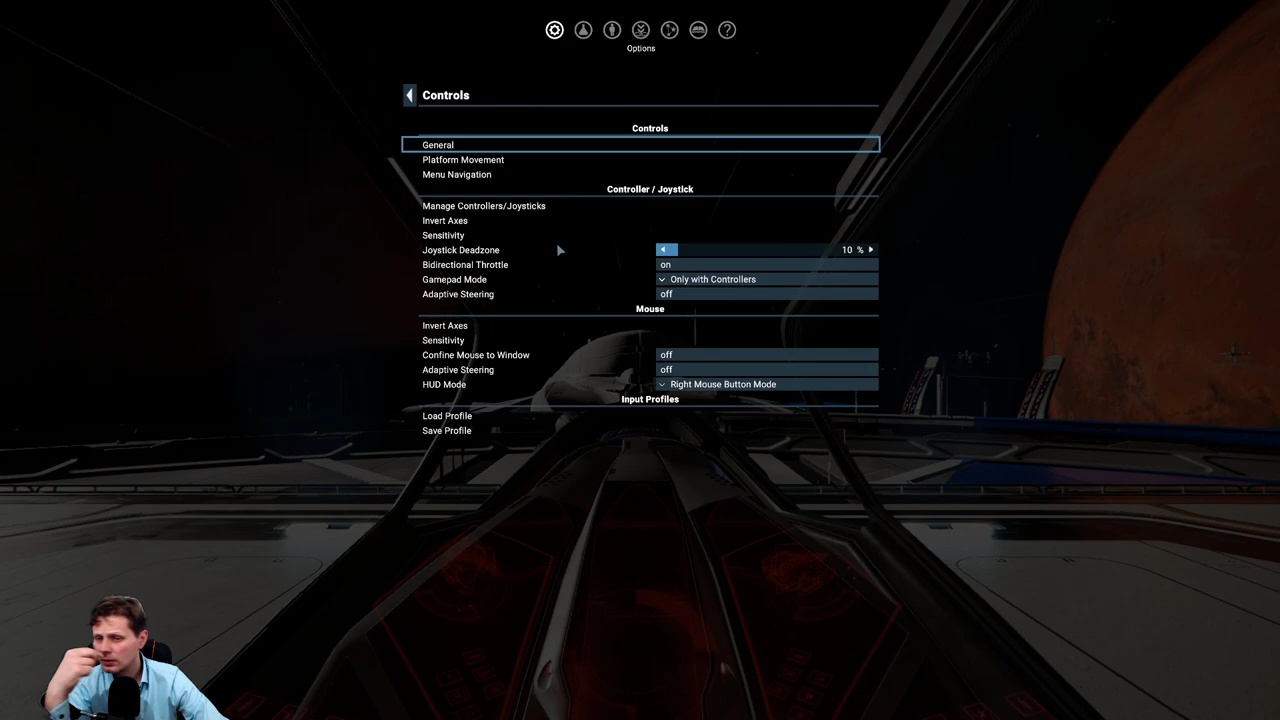 Options
Controls
Controls
General
Platform Movement
Menu Navigation
Controller / Joystick
Manage Controllers/Joysticks
Invert Axes
Sensitivity
Joystick Deadzone 10 %
Bidirectional Throttle on
Gamepad Mode Only with Controllers
Adaptive Steering off
Mouse
Invert Axes
Sensitivity
Confine Mouse to Window off
Adaptive Steering off
HUD Mode Right Mouse Button Mode
Input Profiles
Load Profile
Save Profile